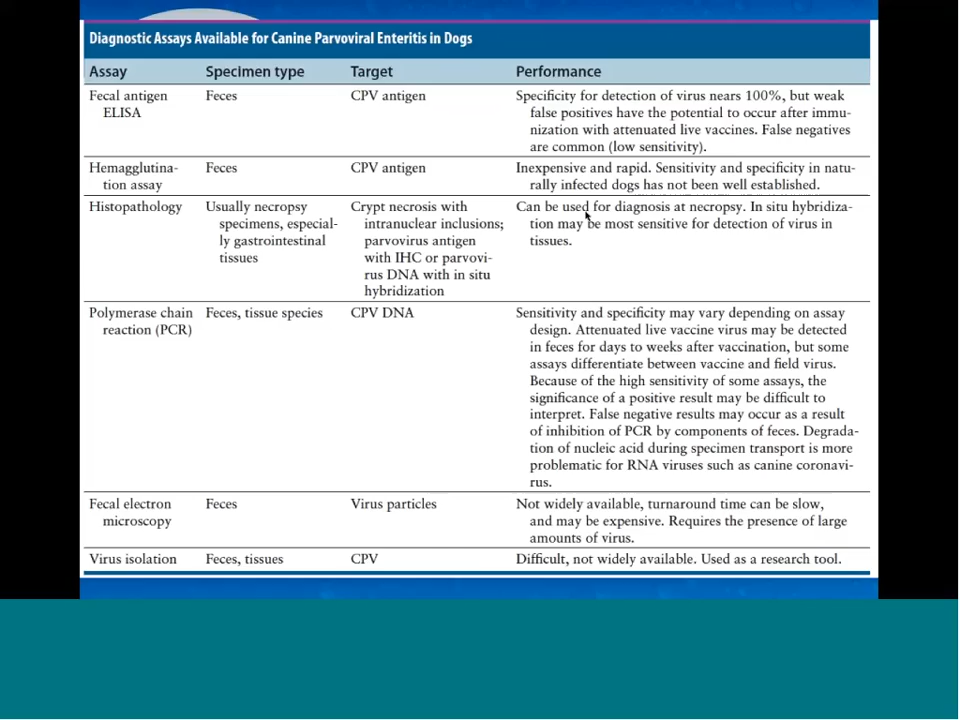 Diagnostic Assays Available for Canine Parvoviral Enteritis in Dogs
Assay Specimen type Target Performance
Fecal antigen
ELISA
Feces
CPV antigen
Specificity for detection of virus nears 100%, but weak
false positives have the potential to occur after immu-
nization with attenuated live vaccines. False negatives
are common (low sensitivity).
Hemagglutina-
tion assay
Feces
CPV antigen
Inexpensive and rapid. Sensitivity and specificity in natu-
rally infected dogs has not been well established.
Histopathology
Usually necropsy
specimens, especial-
ly gastrointestinal
tissues
Crypt necrosis with
intranuclear inclusions;
parvovirus antigen
with IHC or parvovi-
rus DNA with in situ
hybridization
Can be used for diagnosis at necropsy. In situ hybridiza-
tion may be most sensitive for detection of virus in
tissues.
Polymerase chain
reaction (PCR)
Feces, tissue species
CPV DNA
Sensitivity and specificity may vary depending on assay
design. Attenuated live vaccine virus may be detected
in feces for days to weeks after vaccination, but some
assays differentiate between vaccine and field virus.
Because of the high sensitivity of some assays, the
significance of a positive result may be difficult to
interpret. False negative results may occur as a result
of inhibition of PCR by components of feces. Degrada-
tion of nucleic acid during specimen transport is more
problematic for RNA viruses such as canine coronavi-
rus.
Fecal electron
microscopy
Feces
Virus particles
Not widely available, turnaround time can be slow,
and may be expensive. Requires the presence of large
amounts of virus.
Virus isolation
Feces, tissues
CPV
Difficult, not widely available. Used as a research tool.